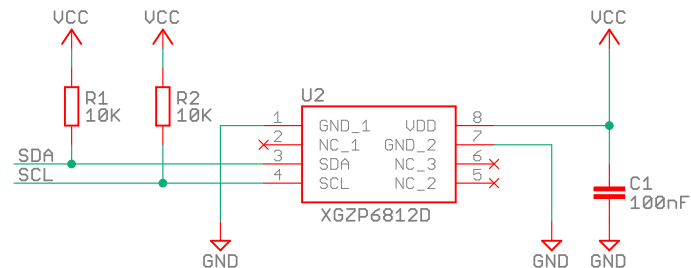 VCC VCC VCC
U2
R1 R2
10K 10K
1 GND_1 VDD 8
2 NC_1 GND_2 7
SDA 3 SDA NC_3 6
SCL 4 SCL NC_2 5
C1
100nF
XGZP6812D
GND GND GND